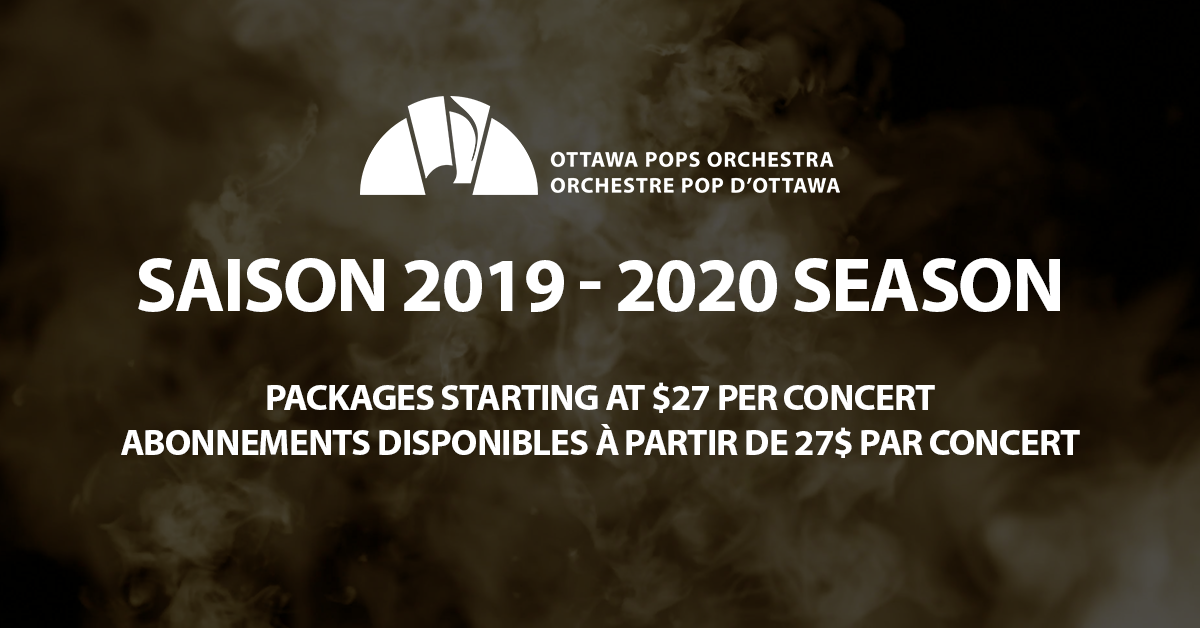 OTTAWA POPS ORCHESTRA
ORCHESTRE POP D'OTTAWA
SAISON 2019 - 2020 SEASON
PACKAGES STARTING AT $27 PER CONCERT
ABONNEMENTS DISPONIBLES À PARTIR DE 27$ PAR CONCERT